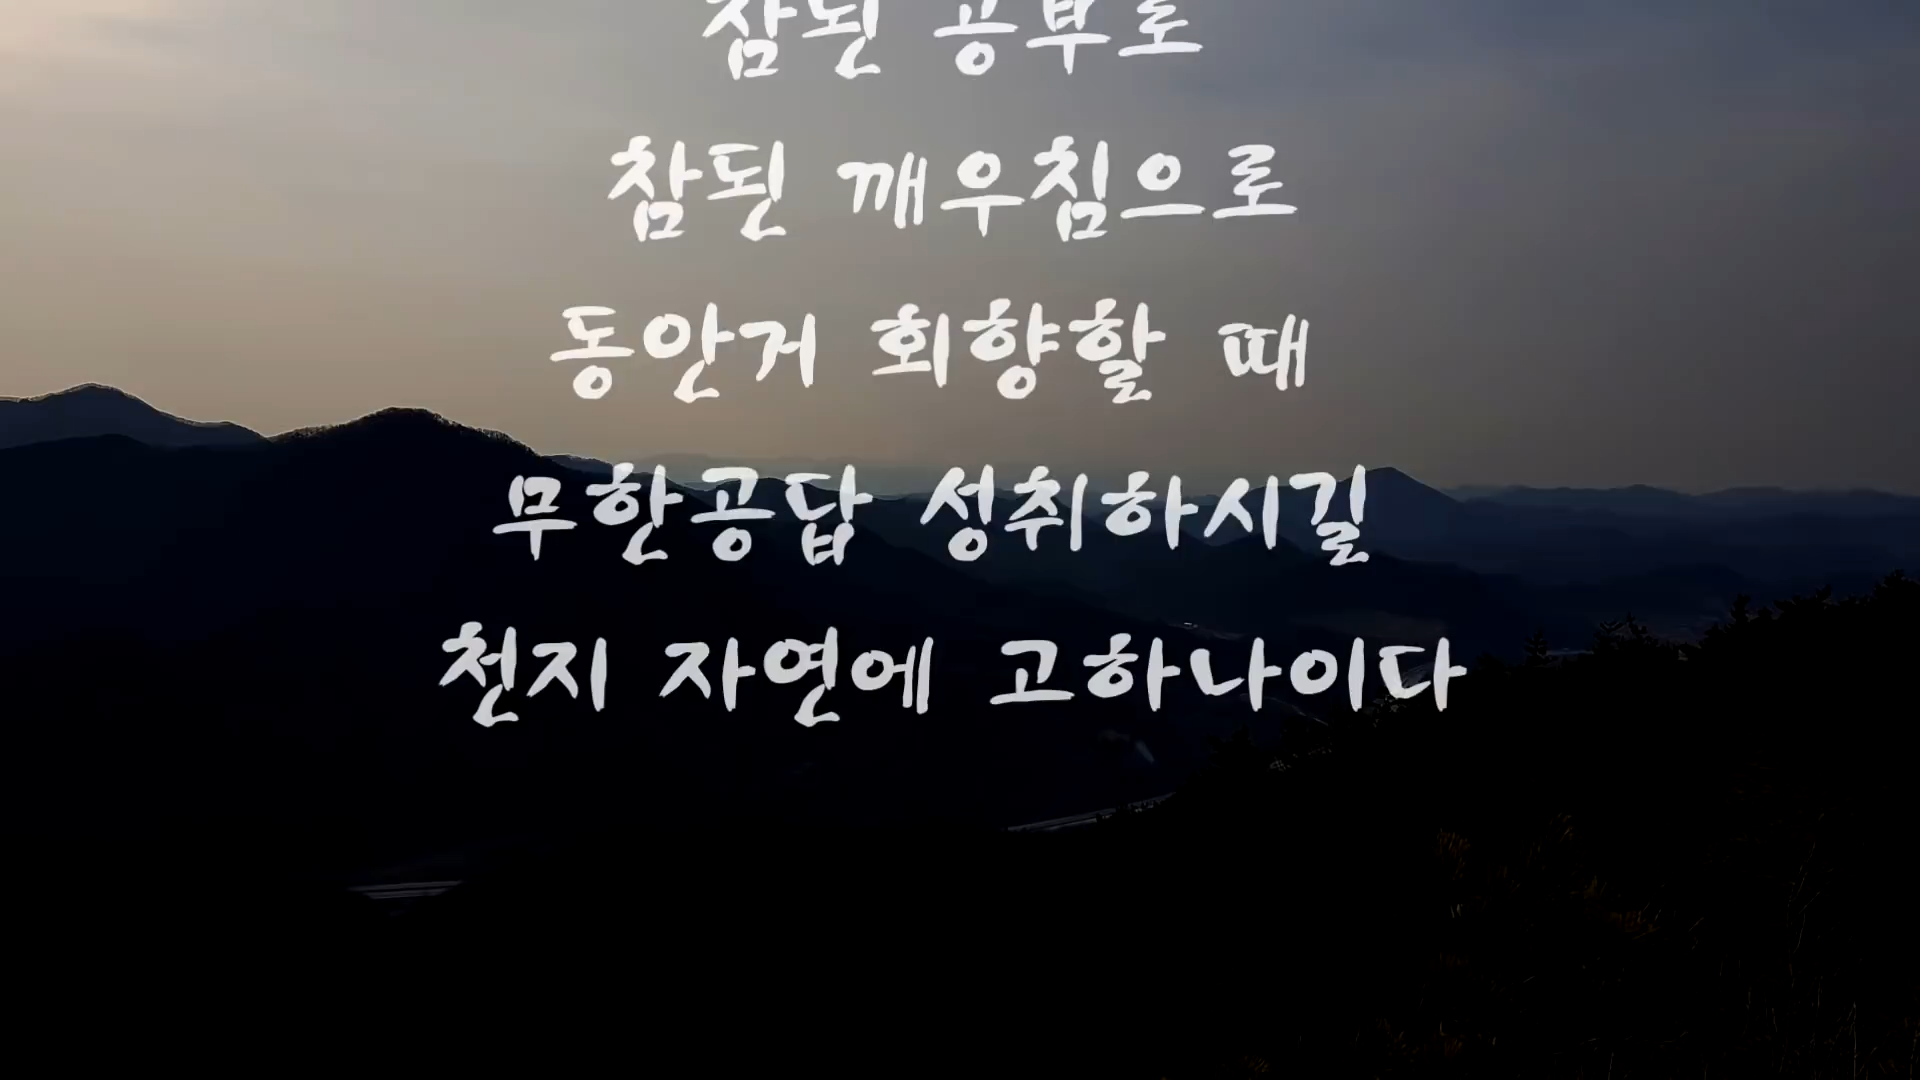 참된 공부로
참된 깨우침으로
동안거 회향할 때
무한공답 성취하시길
천지 자연에 고하나이다